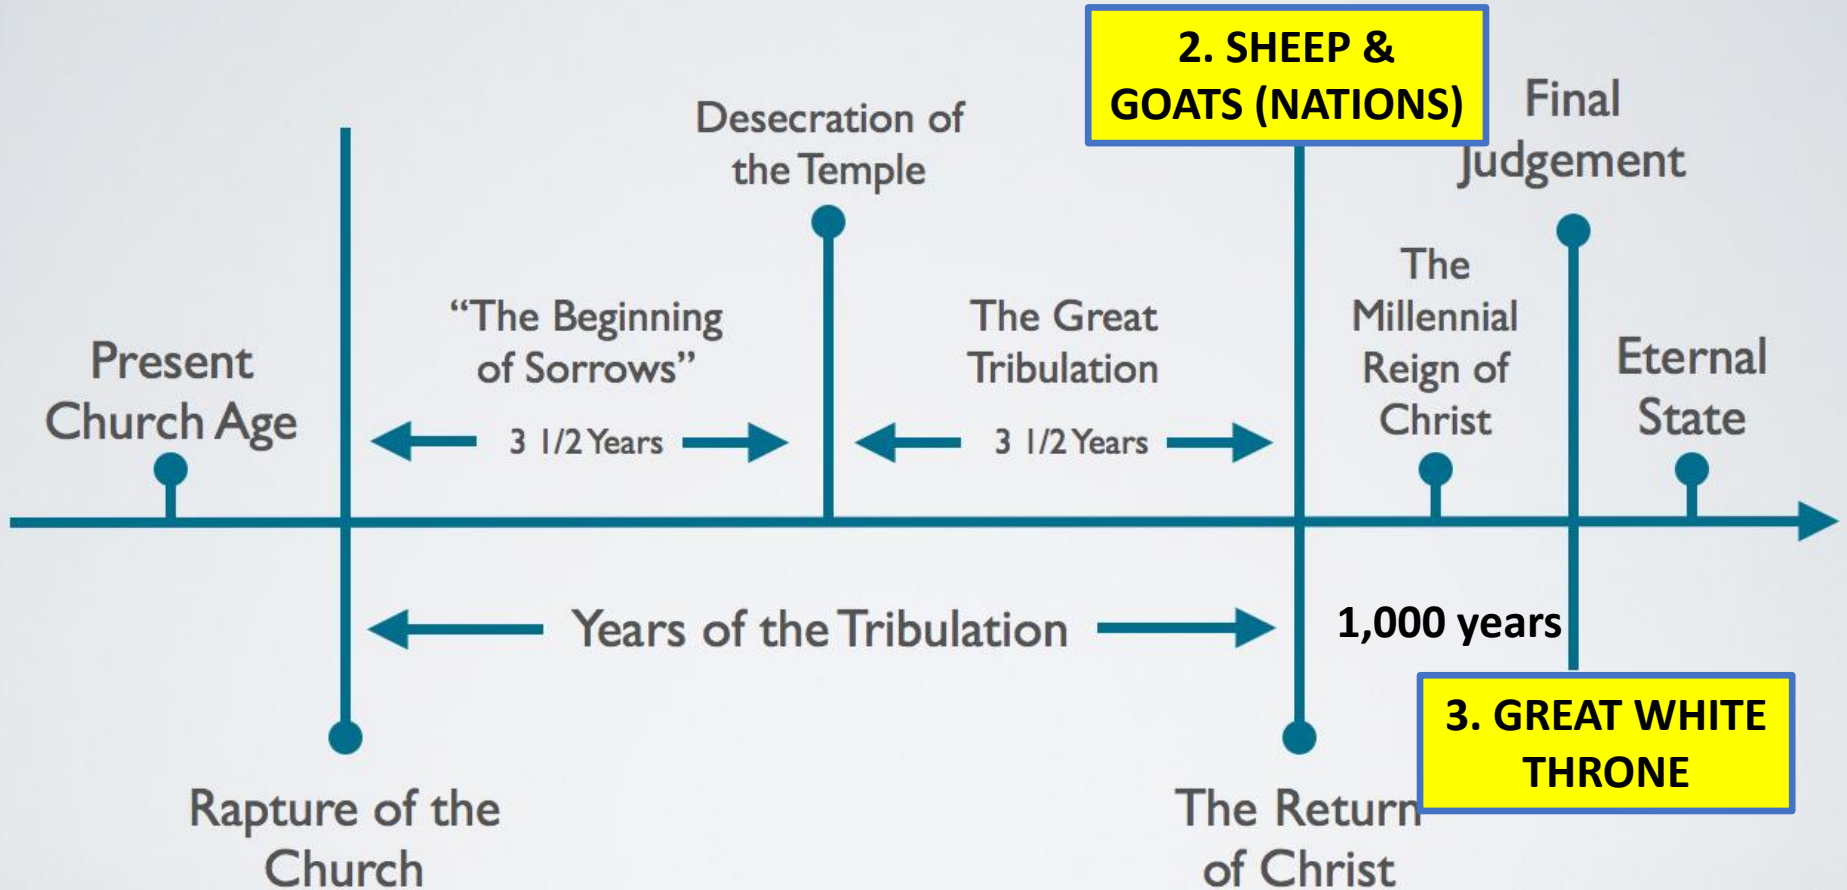 2. SHEEP &
GOATS (NATIONS)
Desecration of
the Temple
Final
Judgement
Present
Church Age
“The Beginning
of Sorrows”
3 1/2 Years
The Great
Tribulation
3 1/2 Years
The
Millennial
Reign of
Christ
Eternal
State
Years of the Tribulation
1,000 years
3. GREAT WHITE
THRONE
Rapture of the
Church
The Return
of Christ